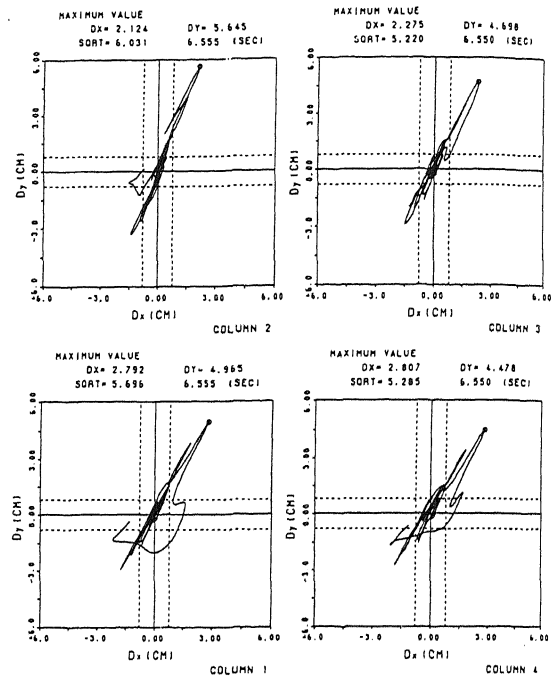 MAXIMUM VALUE
DX= 2.124 DY= 5.645
SQRT= 6.031 6.555 (SEC)
6.00
3.00
0.00
-3.0
-6.0
Dy (CM)
-6.0 -3.0 0.00 3.00 6.00
Dx (CM)
COLUMN 2
MAXIMUM VALUE
DX= 2.275 DY= 4.698
SQRT= 5.220 6.550 (SEC)
6.00
3.00
0.00
-3.0
-6.0
Dy (CM)
-6.0 -3.0 0.00 3.00 6.00
Dx (CM)
COLUMN 3
MAXIMUM VALUE
DX= 2.792 DY= 4.965
SQRT= 5.696 6.555 (SEC)
6.00
3.00
0.00
-3.0
-6.0
Dy (CM)
-6.0 -3.0 0.00 3.00 6.00
Dx (CM)
COLUMN 1
MAXIMUM VALUE
DX= 2.807 DY= 4.478
SQRT= 5.285 6.550 (SEC)
6.00
3.00
0.00
-3.0
-6.0
Dy (CM)
-6.0 -3.0 0.00 3.00 6.00
Dx (CM)
COLUMN 4